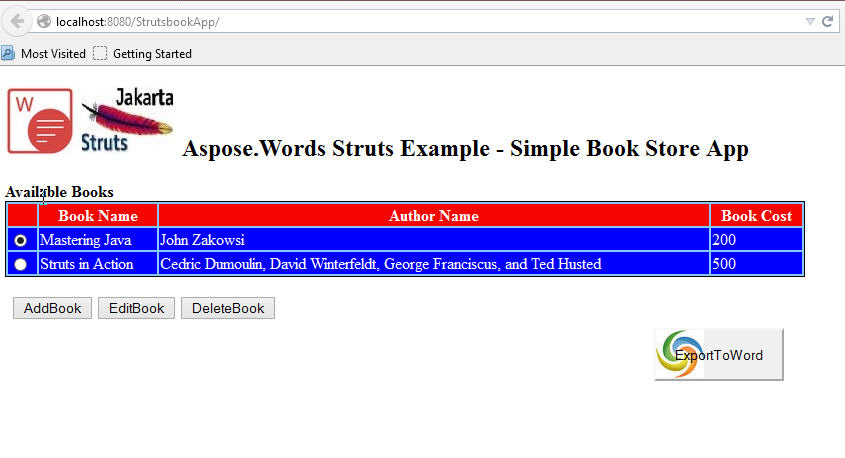 localhost:8080/StrutsbookApp/
Most Visited Getting Started
W
Jakarta
Struts
Aspose.Words Struts Example - Simple Book Store App
Available Books
Book Name Author Name Book Cost
Mastering Java John Zakowsi 200
Struts in Action Cedric Dumoulin, David Winterfeldt, George Franciscus, and Ted Husted 500
AddBook EditBook DeleteBook
ExportToWord